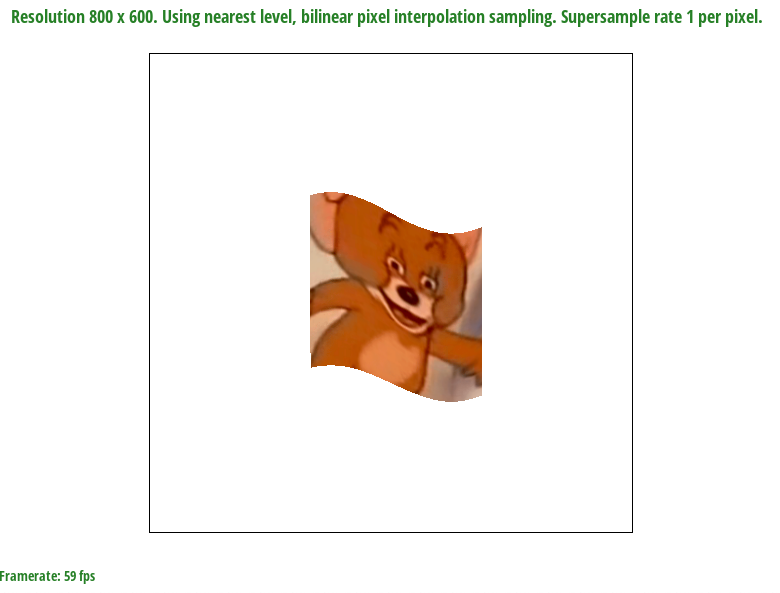 Resolution 800 x 600. Using nearest level, bilinear pixel interpolation sampling. Supersample rate 1 per pixel.
Framerate: 59 fps